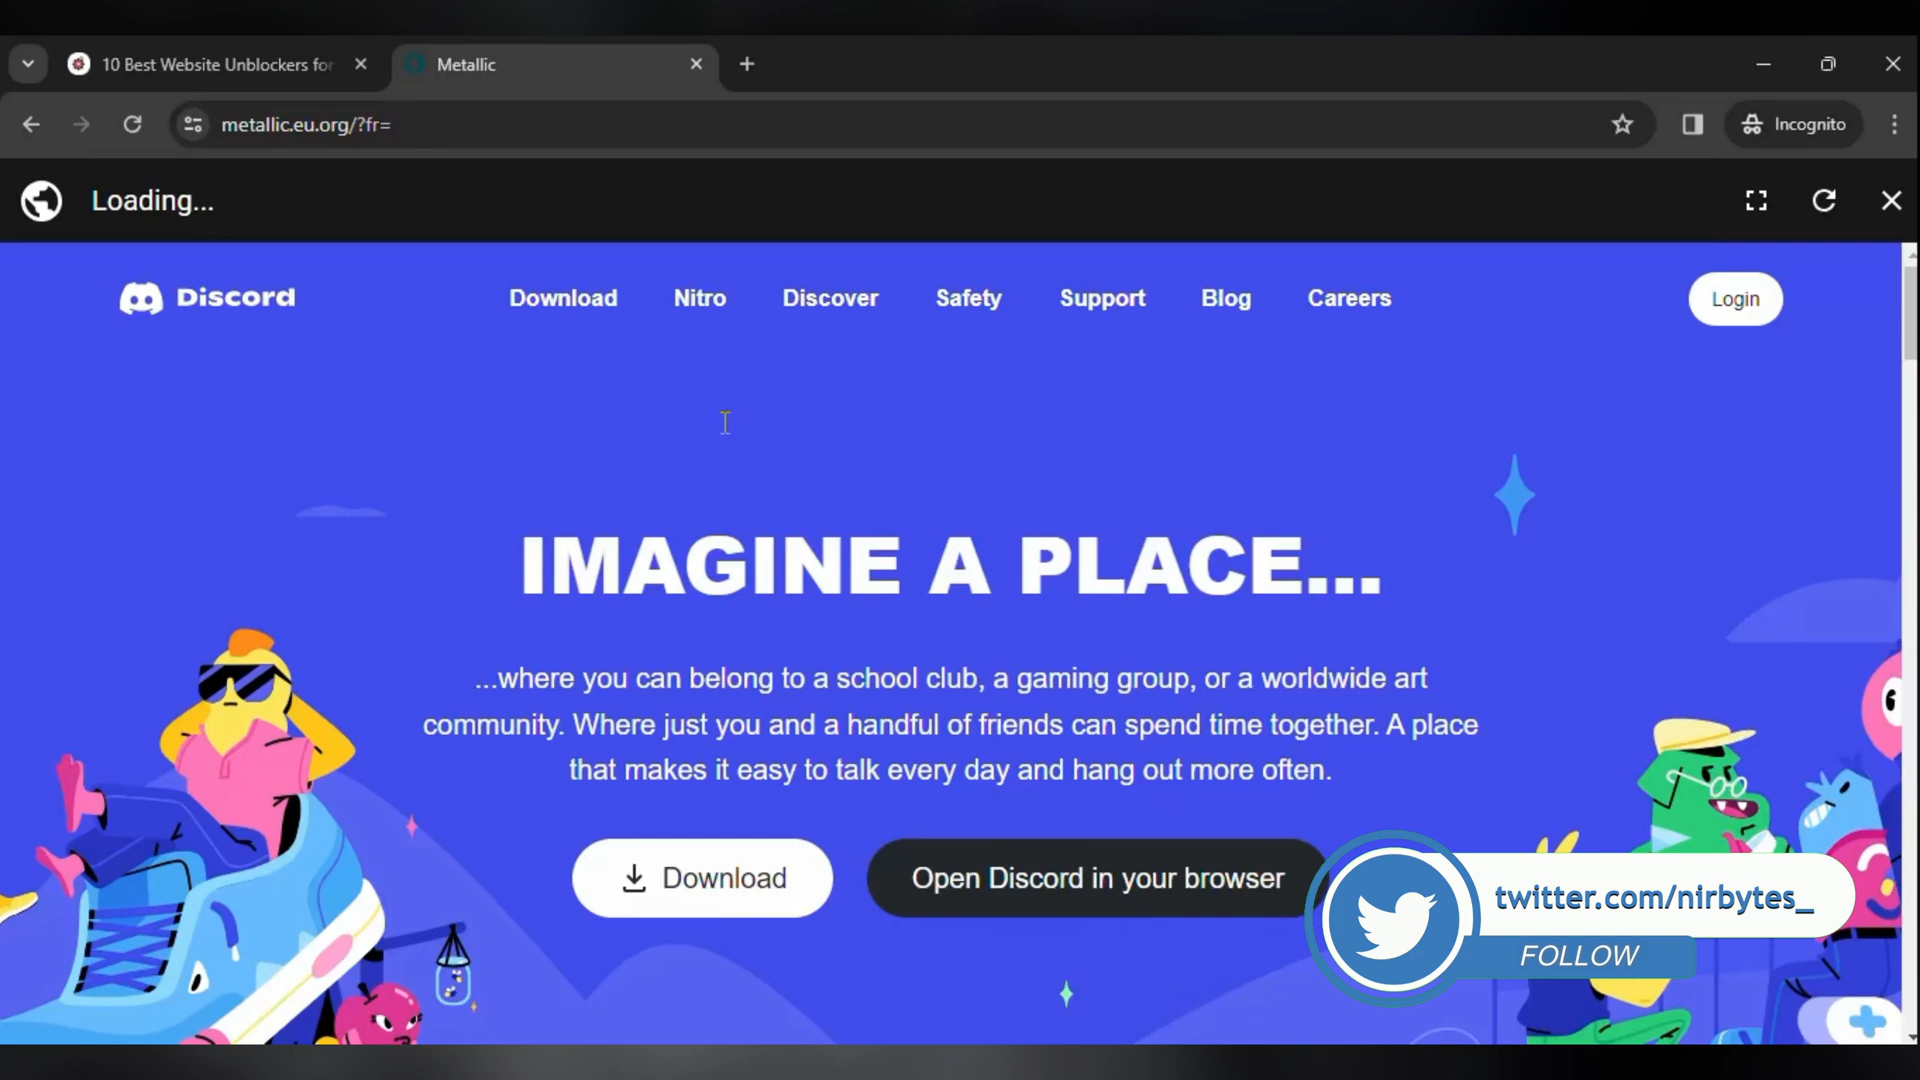 10 Best Website Unblockers for
Metallic
metallic.eu.org/?fr=
Incognito
Loading...
Discord
Download
Nitro
Discover
Safety
Support
Blog
Careers
Login
IMAGINE A PLACE...
...where you can belong to a school club, a gaming group, or a worldwide art
community. Where just you and a handful of friends can spend time together. A place
that makes it easy to talk every day and hang out more often.
Download
Open Discord in your browser
twitter.com/nirbytes_
FOLLOW